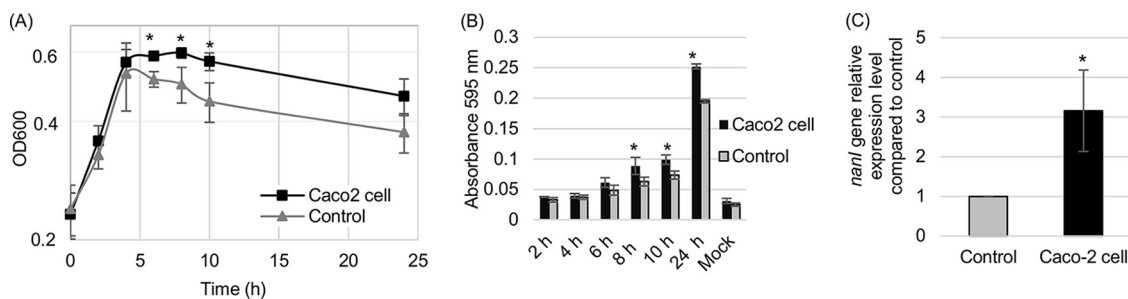 (A)
OD600
0.6
0.4
0.2
* * *
Caco2 cell
Control
0 5 10 15 20 25
Time (h)
(B)
Absorbance 595 nm
0.3
0.25
0.2
0.15
0.1
0.05
0
* * *
Caco2 cell
Control
2 h 4 h 6 h 8 h 10 h 24 h Mock
(C)
nanI gene relative
expression level
compared to control
5
4
3
2
1
0
*
Control Caco-2 cell